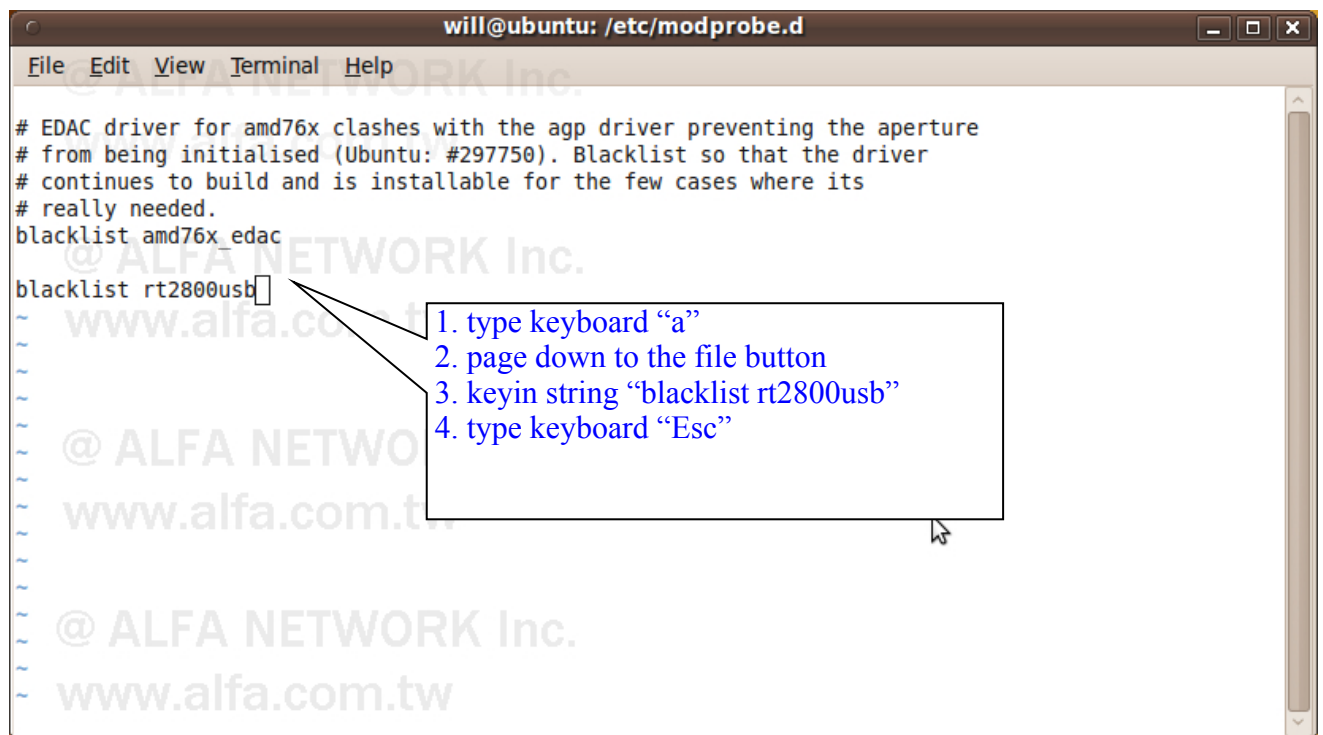 will@ubuntu: /etc/modprobe.d
File Edit View Terminal Help
@ ALFA NETWORK Inc.
# EDAC driver for amd76x clashes with the agp driver preventing the aperture
www.alfa.com.tw
# from being initialised (Ubuntu: #297750). Blacklist so that the driver
# continues to build and is installable for the few cases where its
# really needed.
blacklist amd76x_edac
@ ALFA NETWORK Inc.
blacklist rt2800usb
~ www.alfa.co
1. type keyboard “a”
~
2. page down to the file button
~
3. keyin string “blacklist rt2800usb”
~
4. type keyboard “Esc”
~
~ @ ALFA NETWO
~
~ www.alfa.com.tw
~
~
~
~ @ ALFA NETWORK Inc.
~
~
~ www.alfa.com.tw